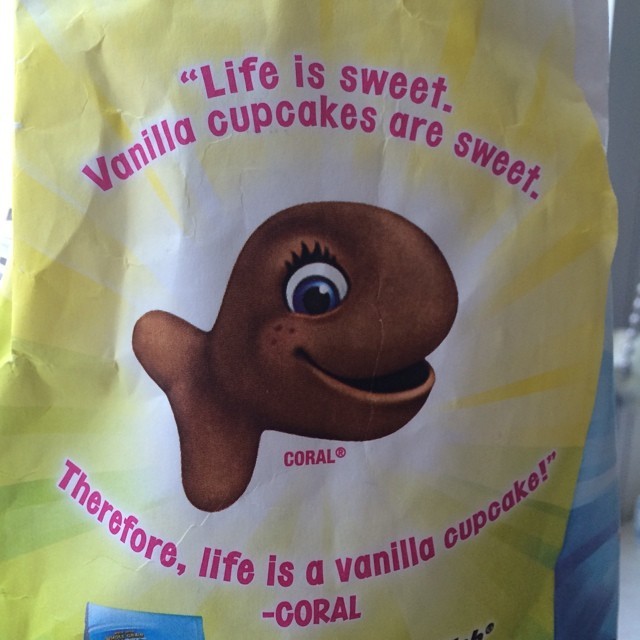 “Life is sweet.
Vanilla cupcakes are sweet.
CORAL®
Therefore, life is a vanilla cupcake!”
-CORAL